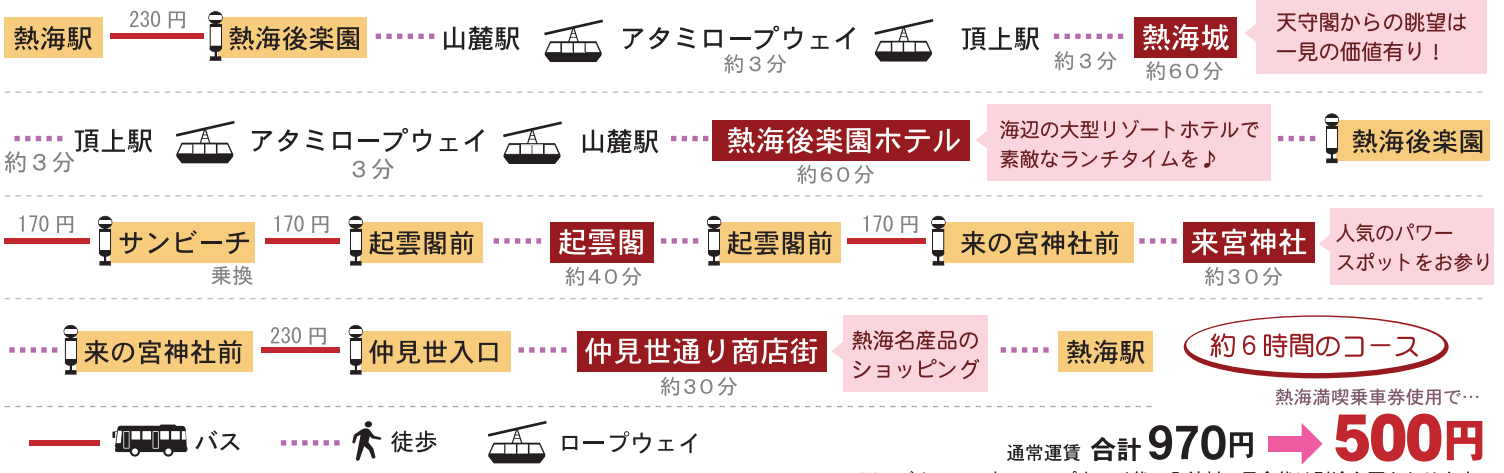 230円
熱海駅
熱海後楽園
山麓駅
アタミロープウェイ
約3分
頂上駅
約3分
熱海城
約60分
天守閣からの眺望は
一見の価値有り!
約3分
頂上駅
アタミロープウェイ
3分
山麓駅
熱海後楽園ホテル
約60分
海辺の大型リゾートホテルで
素敵なランチタイムを♪
熱海後楽園
170円
サンビーチ
乗換
170円
起雲閣前
起雲閣
約40分
起雲閣前
170円
来の宮神社前
来宮神社
約30分
人気のパワー
スポットをお参り
来の宮神社前
230円
仲見世入口
仲見世通り商店街
約30分
熱海名産品の
ショッピング
熱海駅
約6時間のコース
バス
徒歩
ロープウェイ
熱海満喫乗車券使用で…
通常運賃 合計970円
500円